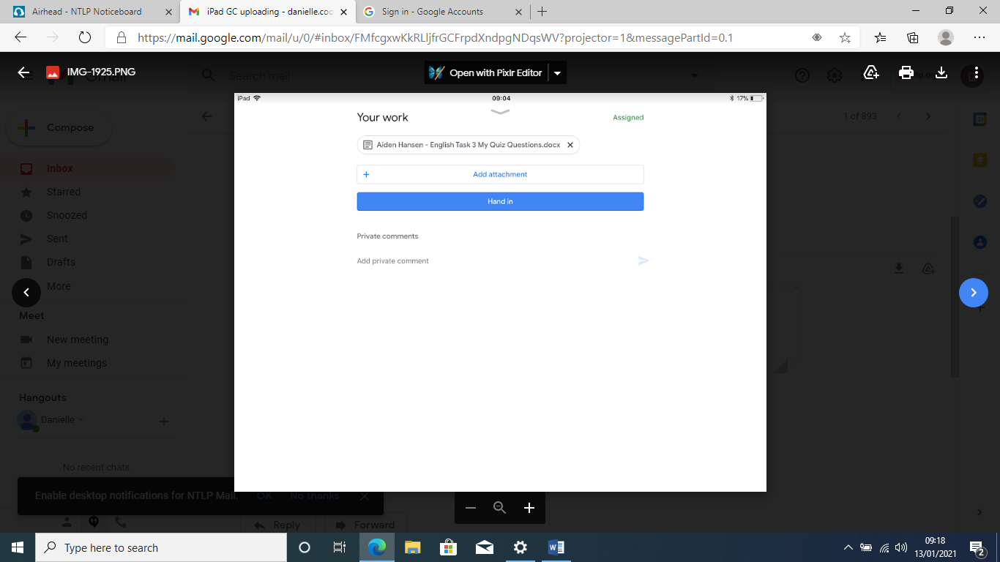 Airhead - NTLP Noticeboard
iPad GC uploading - danielle.coc
Sign in - Google Accounts
https://mail.google.com/mail/u/0/#inbox/FMfcgxwKkRLljfrGCFrpdXndpgNDqsWV?projector=1&messagePartId=0.1
IMG-1925.PNG
Gmail
Search mail
Open with Pixlr Editor
iPad
09:04
17%
Your work
Assigned
Aiden Hansen - English Task 3 My Quiz Questions.docx
Add attachment
Hand in
Private comments
Add private comment
Compose
1 of 893
Inbox
Starred
Snoozed
Sent
Drafts
More
Meet
New meeting
My meetings
Hangouts
Danielle
No recent chats
Enable desktop notifications for NTLP Mail.
OK
No thanks
Reply
Forward
Type here to search
09:18
13/01/2021
2